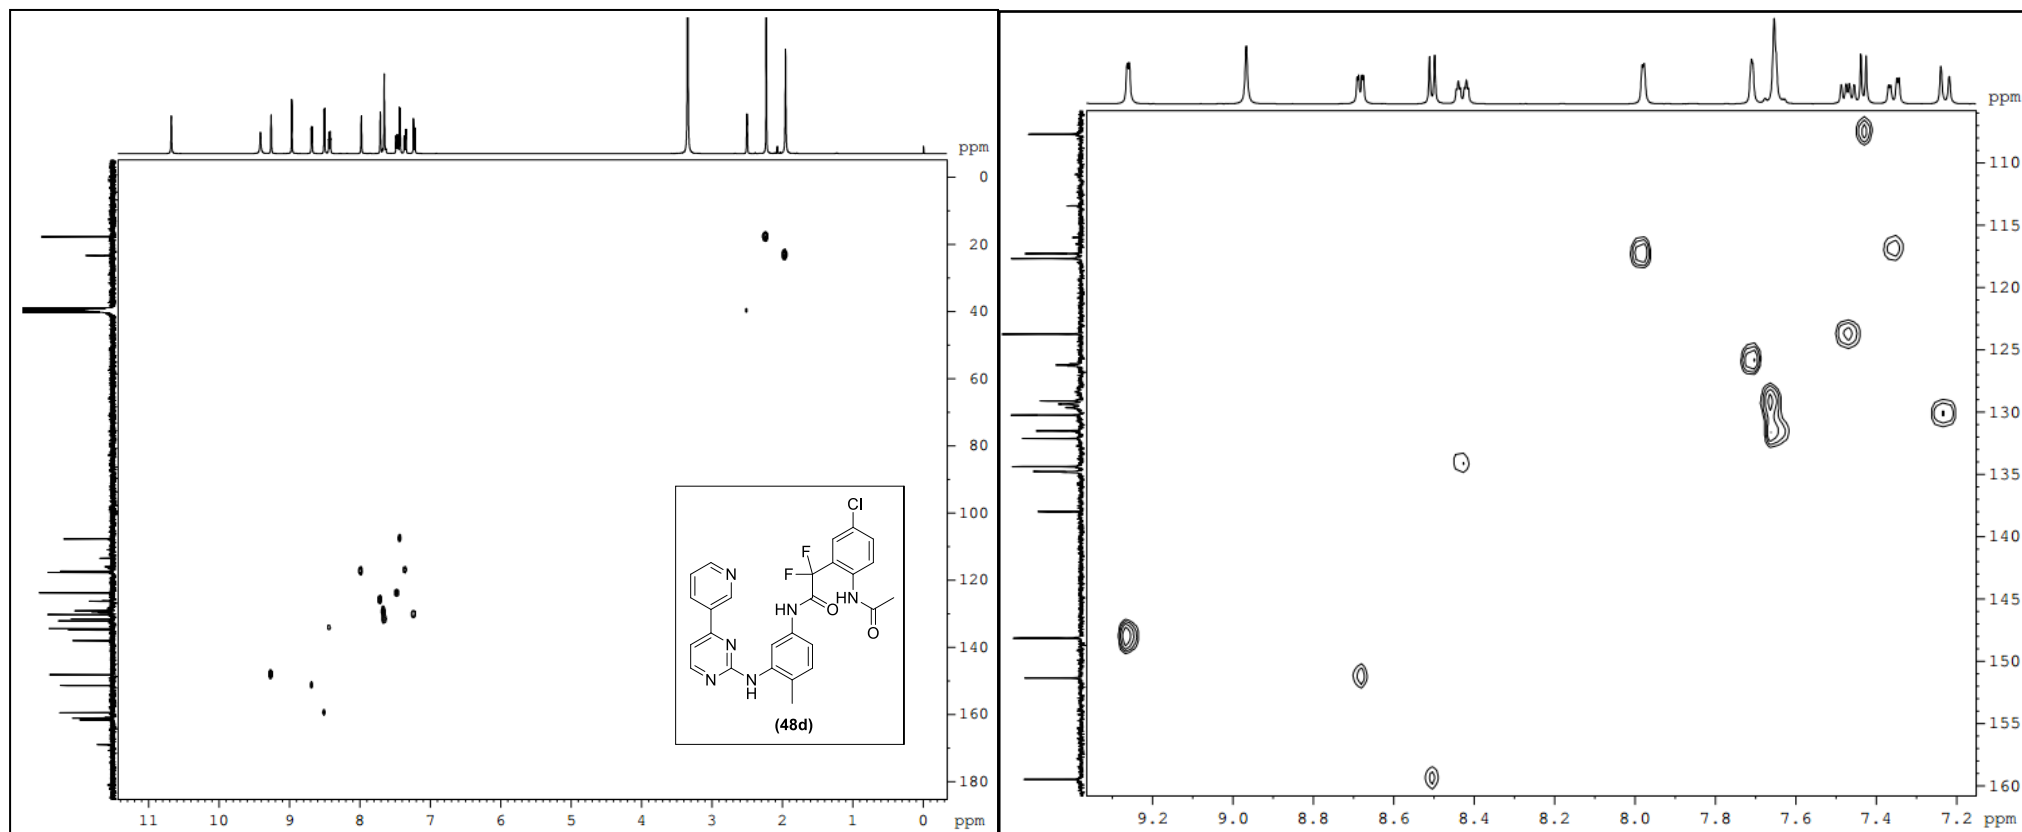 ppm
0
20
40
60
80
100
120
140
160
180
11 10 9 8 7 6 5 4 3 2 1 0 ppm
Cl
F
F
N
HN
O
HN
O
N
N
N
H
(48d)
ppm
110
115
120
125
130
135
140
145
150
155
160
9.2 9.0 8.8 8.6 8.4 8.2 8.0 7.8 7.6 7.4 7.2 ppm